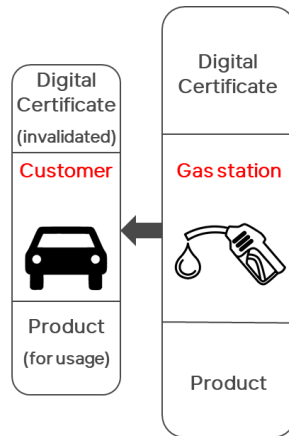 Digital
Certificate
(invalidated)
Customer
Product
(for usage)
Digital
Certificate
Gas station
Product